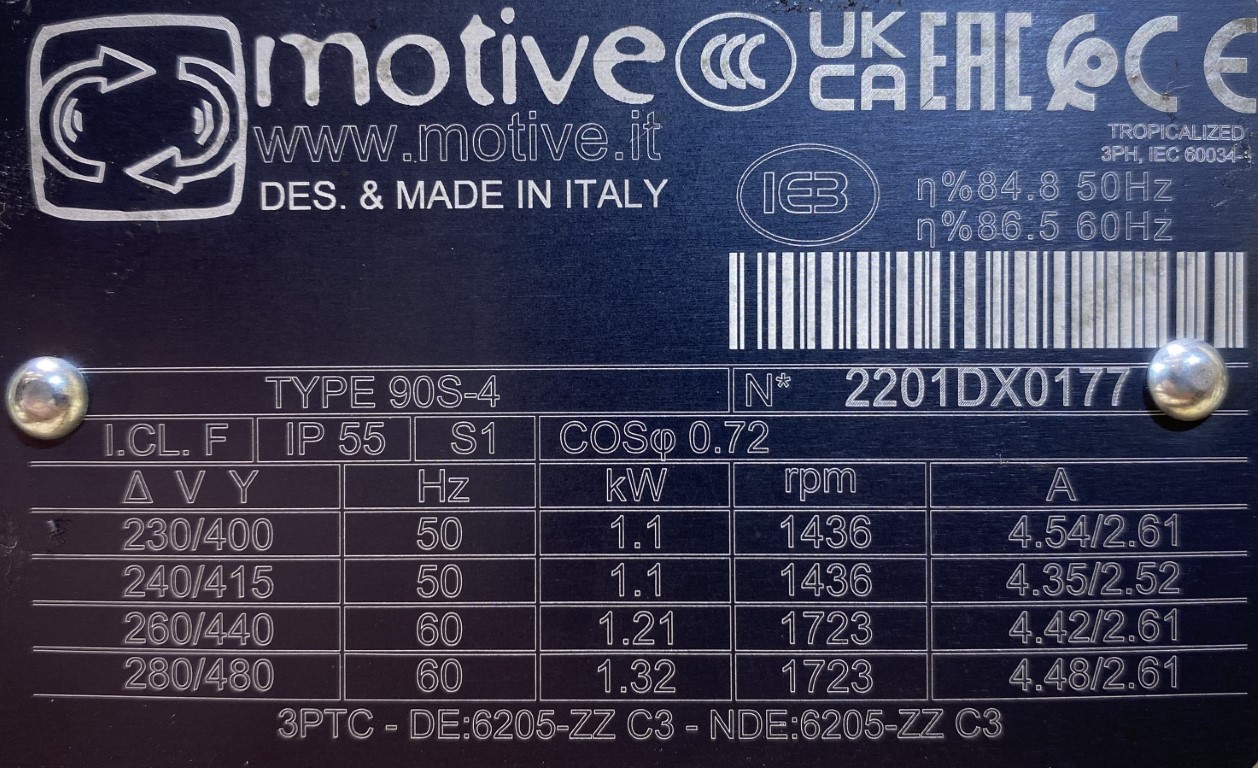 motive CCC UK CA EAC CE
www.motive.it
TROPICALIZED
DES. & MADE IN ITALY
3PH, IEC 60034-
IE3 η%84.8 50Hz
η%86.5 60Hz
TYPE 90S-4 N* 2201DX0177
I.CL. F IP 55 S1 COSφ 0.72
Δ V Y Hz kW rpm A
230/400 50 1.1 1436 4.54/2.61
240/415 50 1.1 1436 4.35/2.52
260/440 60 1.21 1723 4.42/2.61
280/480 60 1.32 1723 4.48/2.61
3PTC - DE:6205-ZZ C3 - NDE:6205-ZZ C3